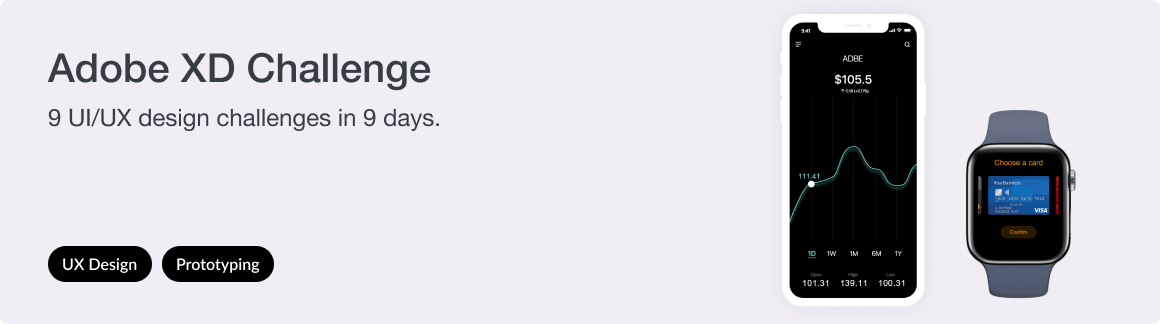 Adobe XD Challenge
9 UI/UX design challenges in 9 days.
UX Design
Prototyping
9:41
ADBE
$105.5
111.41
1D 1W 1M 6M 1Y
Open High Low
101.31 139.11 100.31
Choose a card
Visa Business
VISA
Confirm